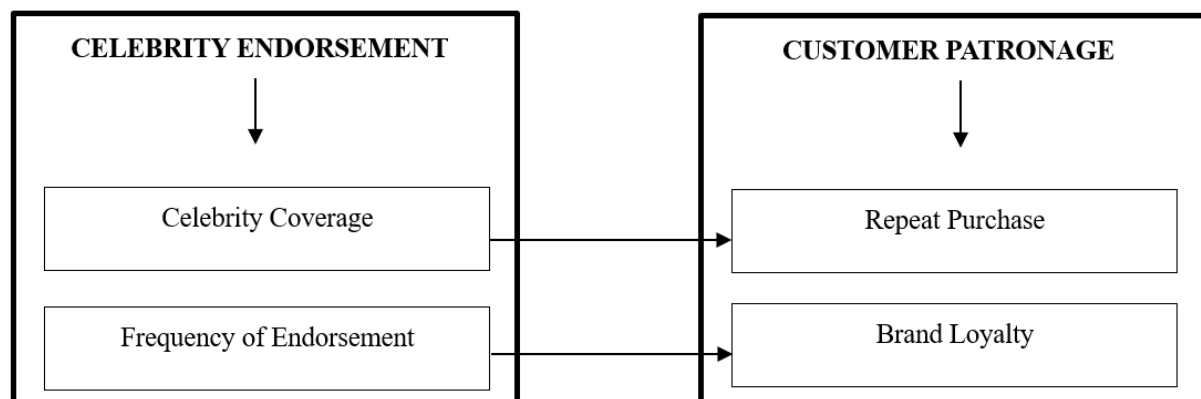 CELEBRITY ENDORSEMENT
Celebrity Coverage
Frequency of Endorsement
CUSTOMER PATRONAGE
Repeat Purchase
Brand Loyalty